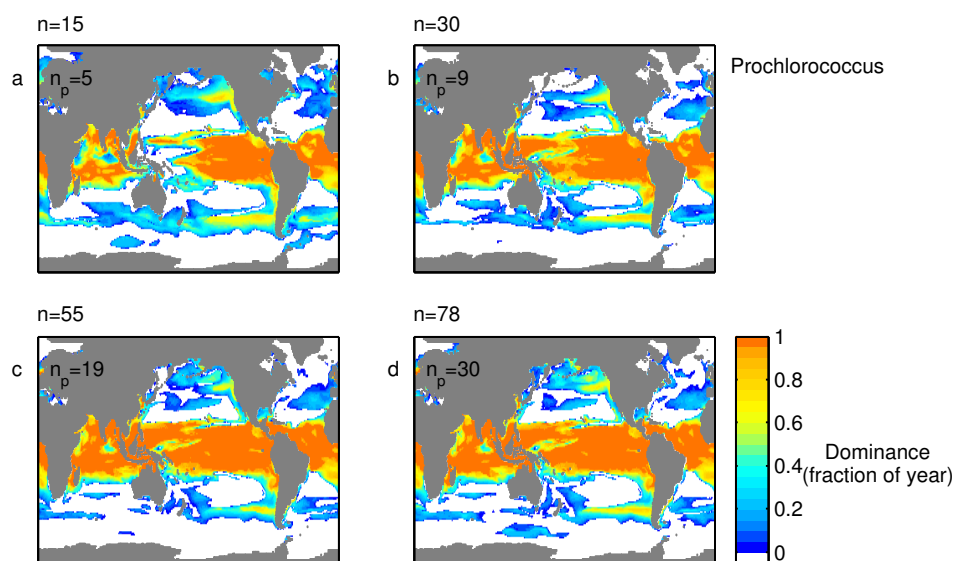 n=15
n=30
a
n_p=5
b
n_p=9
Prochlorococcus
n=55
n=78
c
n_p=19
d
n_p=30
1
0.8
0.6
0.4
0.2
0
Dominance
(fraction of year)